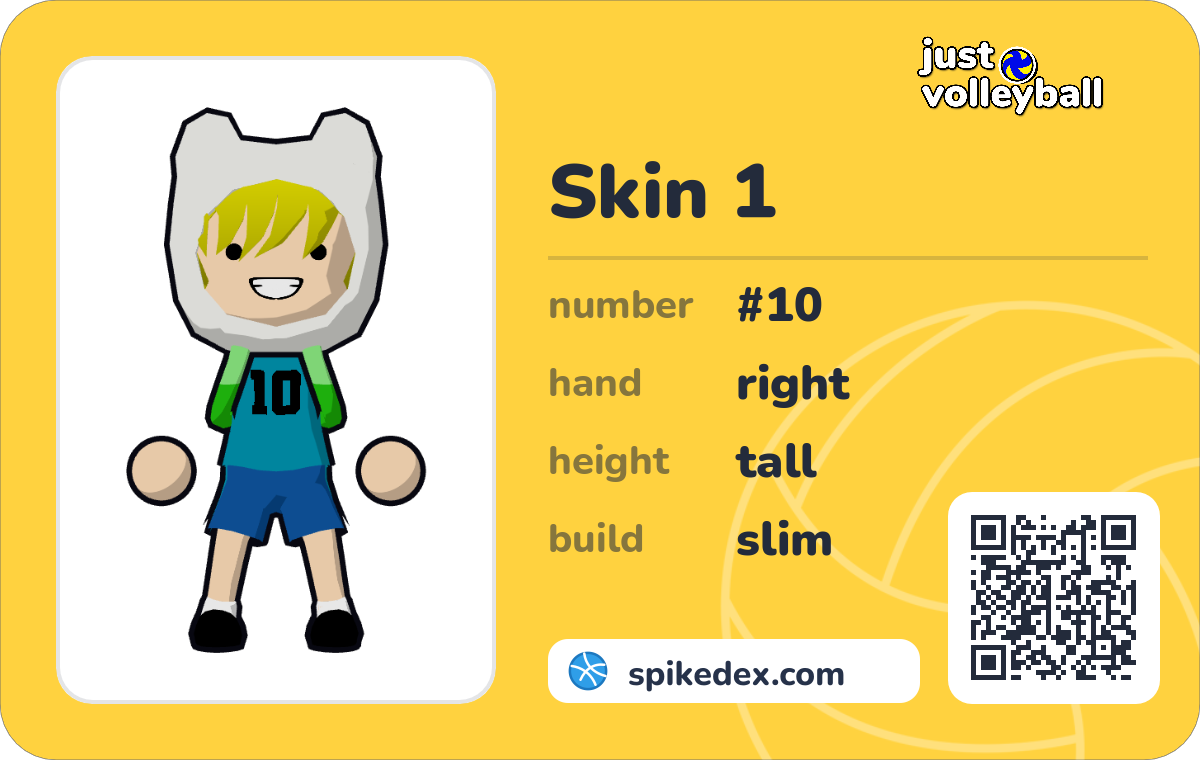 just
volleyball
Skin 1
number #10
hand right
height tall
build slim
10
spikedex.com